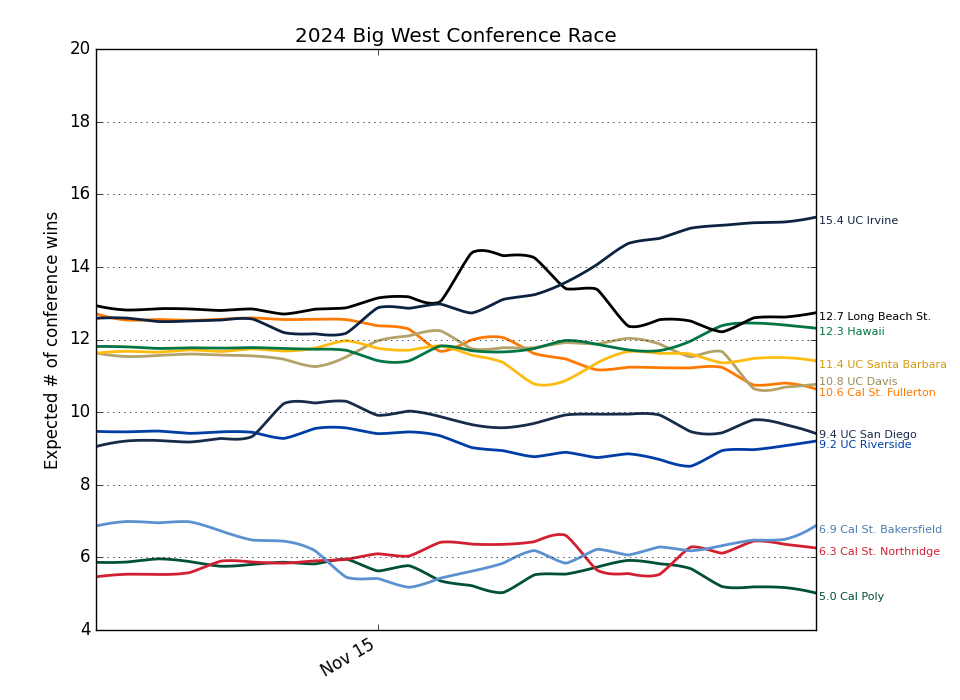 2024 Big West Conference Race
Expected # of conference wins
20
18
16
14
12
10
8
6
4
Nov 15
15.4 UC Irvine
12.7 Long Beach St.
12.3 Hawaii
11.4 UC Santa Barbara
10.8 UC Davis
10.6 Cal St. Fullerton
9.4 UC San Diego
9.2 UC Riverside
6.9 Cal St. Bakersfield
6.3 Cal St. Northridge
5.0 Cal Poly